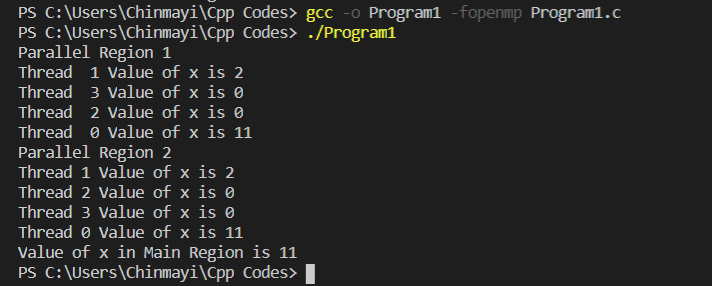 PS C:\Users\Chinmayi\Cpp Codes> gcc -o Program1 -fopenmp Program1.c
PS C:\Users\Chinmayi\Cpp Codes> ./Program1
Parallel Region 1
Thread  1 Value of x is 2
Thread  3 Value of x is 0
Thread  2 Value of x is 0
Thread  0 Value of x is 11
Parallel Region 2
Thread 1 Value of x is 2
Thread 2 Value of x is 0
Thread 3 Value of x is 0
Thread 0 Value of x is 11
Value of x in Main Region is 11
PS C:\Users\Chinmayi\Cpp Codes>